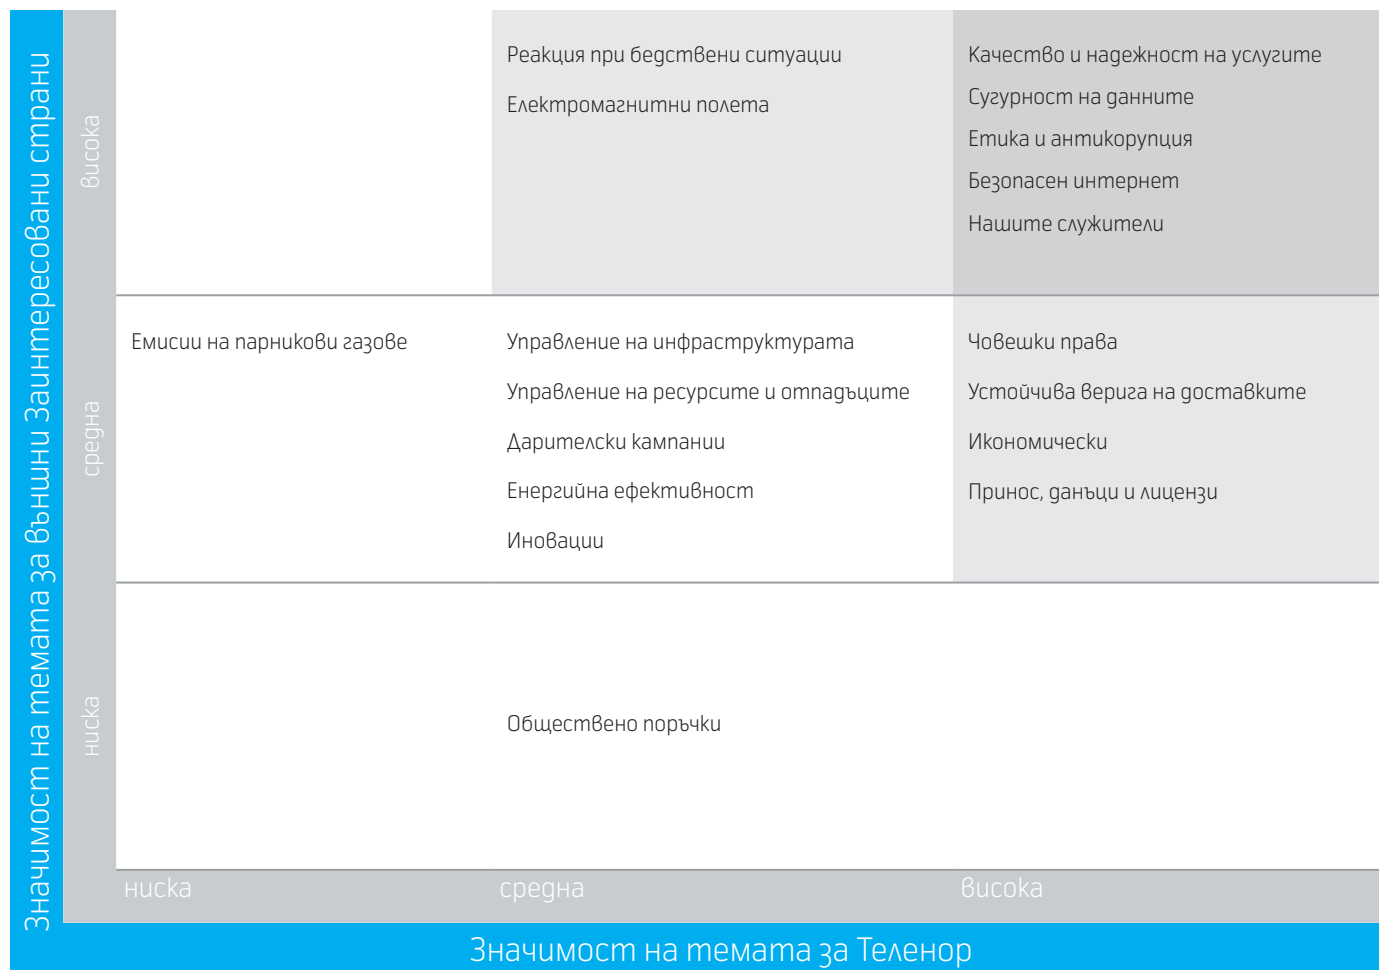 Значимост на темата за външни заинтересовани страни
висока
Реакция при бедствени ситуации
Електромагнитни полета
Качество и надежност на услугите
Сугурност на данните
Етика и антикорупция
Безопасен интернет
Нашите служители
средна
Емисии на парникови газове
Управление на инфраструктурата
Управление на ресурсите и отпадъците
Дарителски кампании
Енергийна ефективност
Иновации
Човешки права
Устойчива верига на доставките
Икономически
Принос, данъци и лицензи
ниска
Обществено поръчки
ниска
средна
висока
Значимост на темата за Теленор